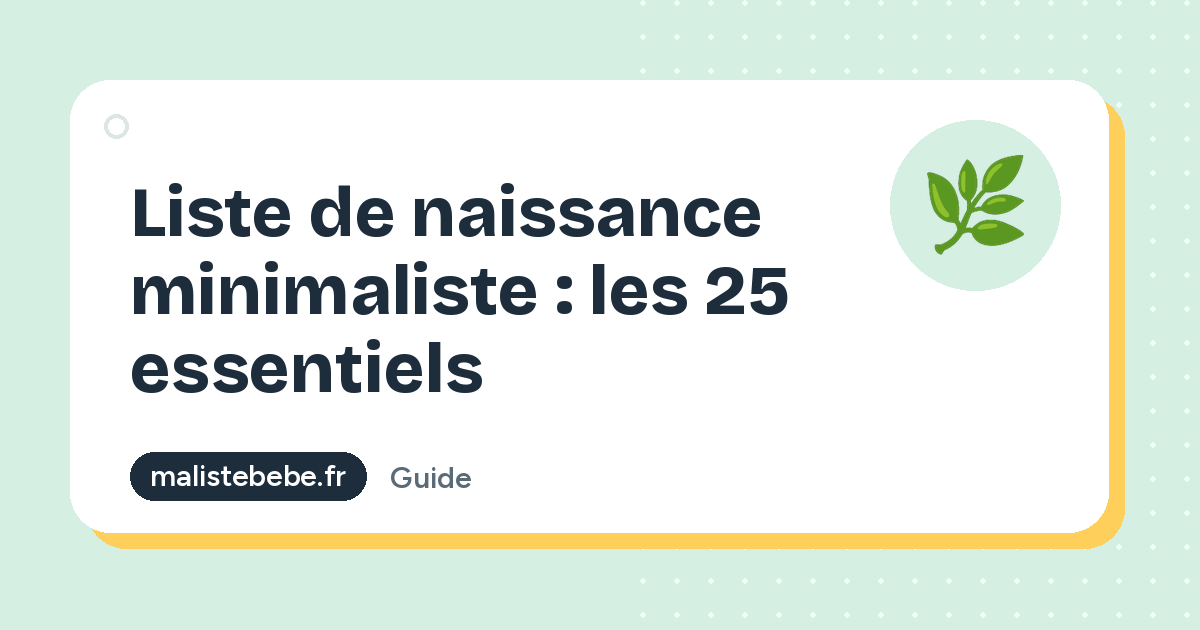 Liste de naissance
minimaliste : les 25
essentiels
malistebebe.fr
Guide